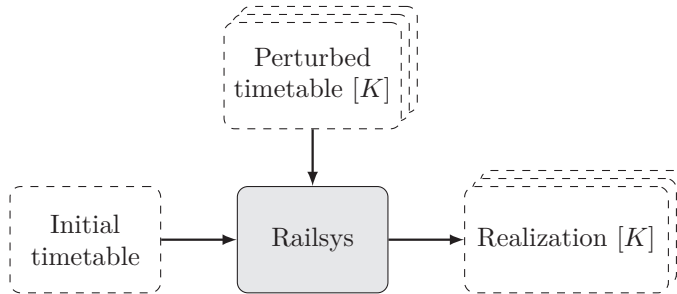 Perturbed
timetable [K]
Initial
timetable
Railsys
Realization [K]